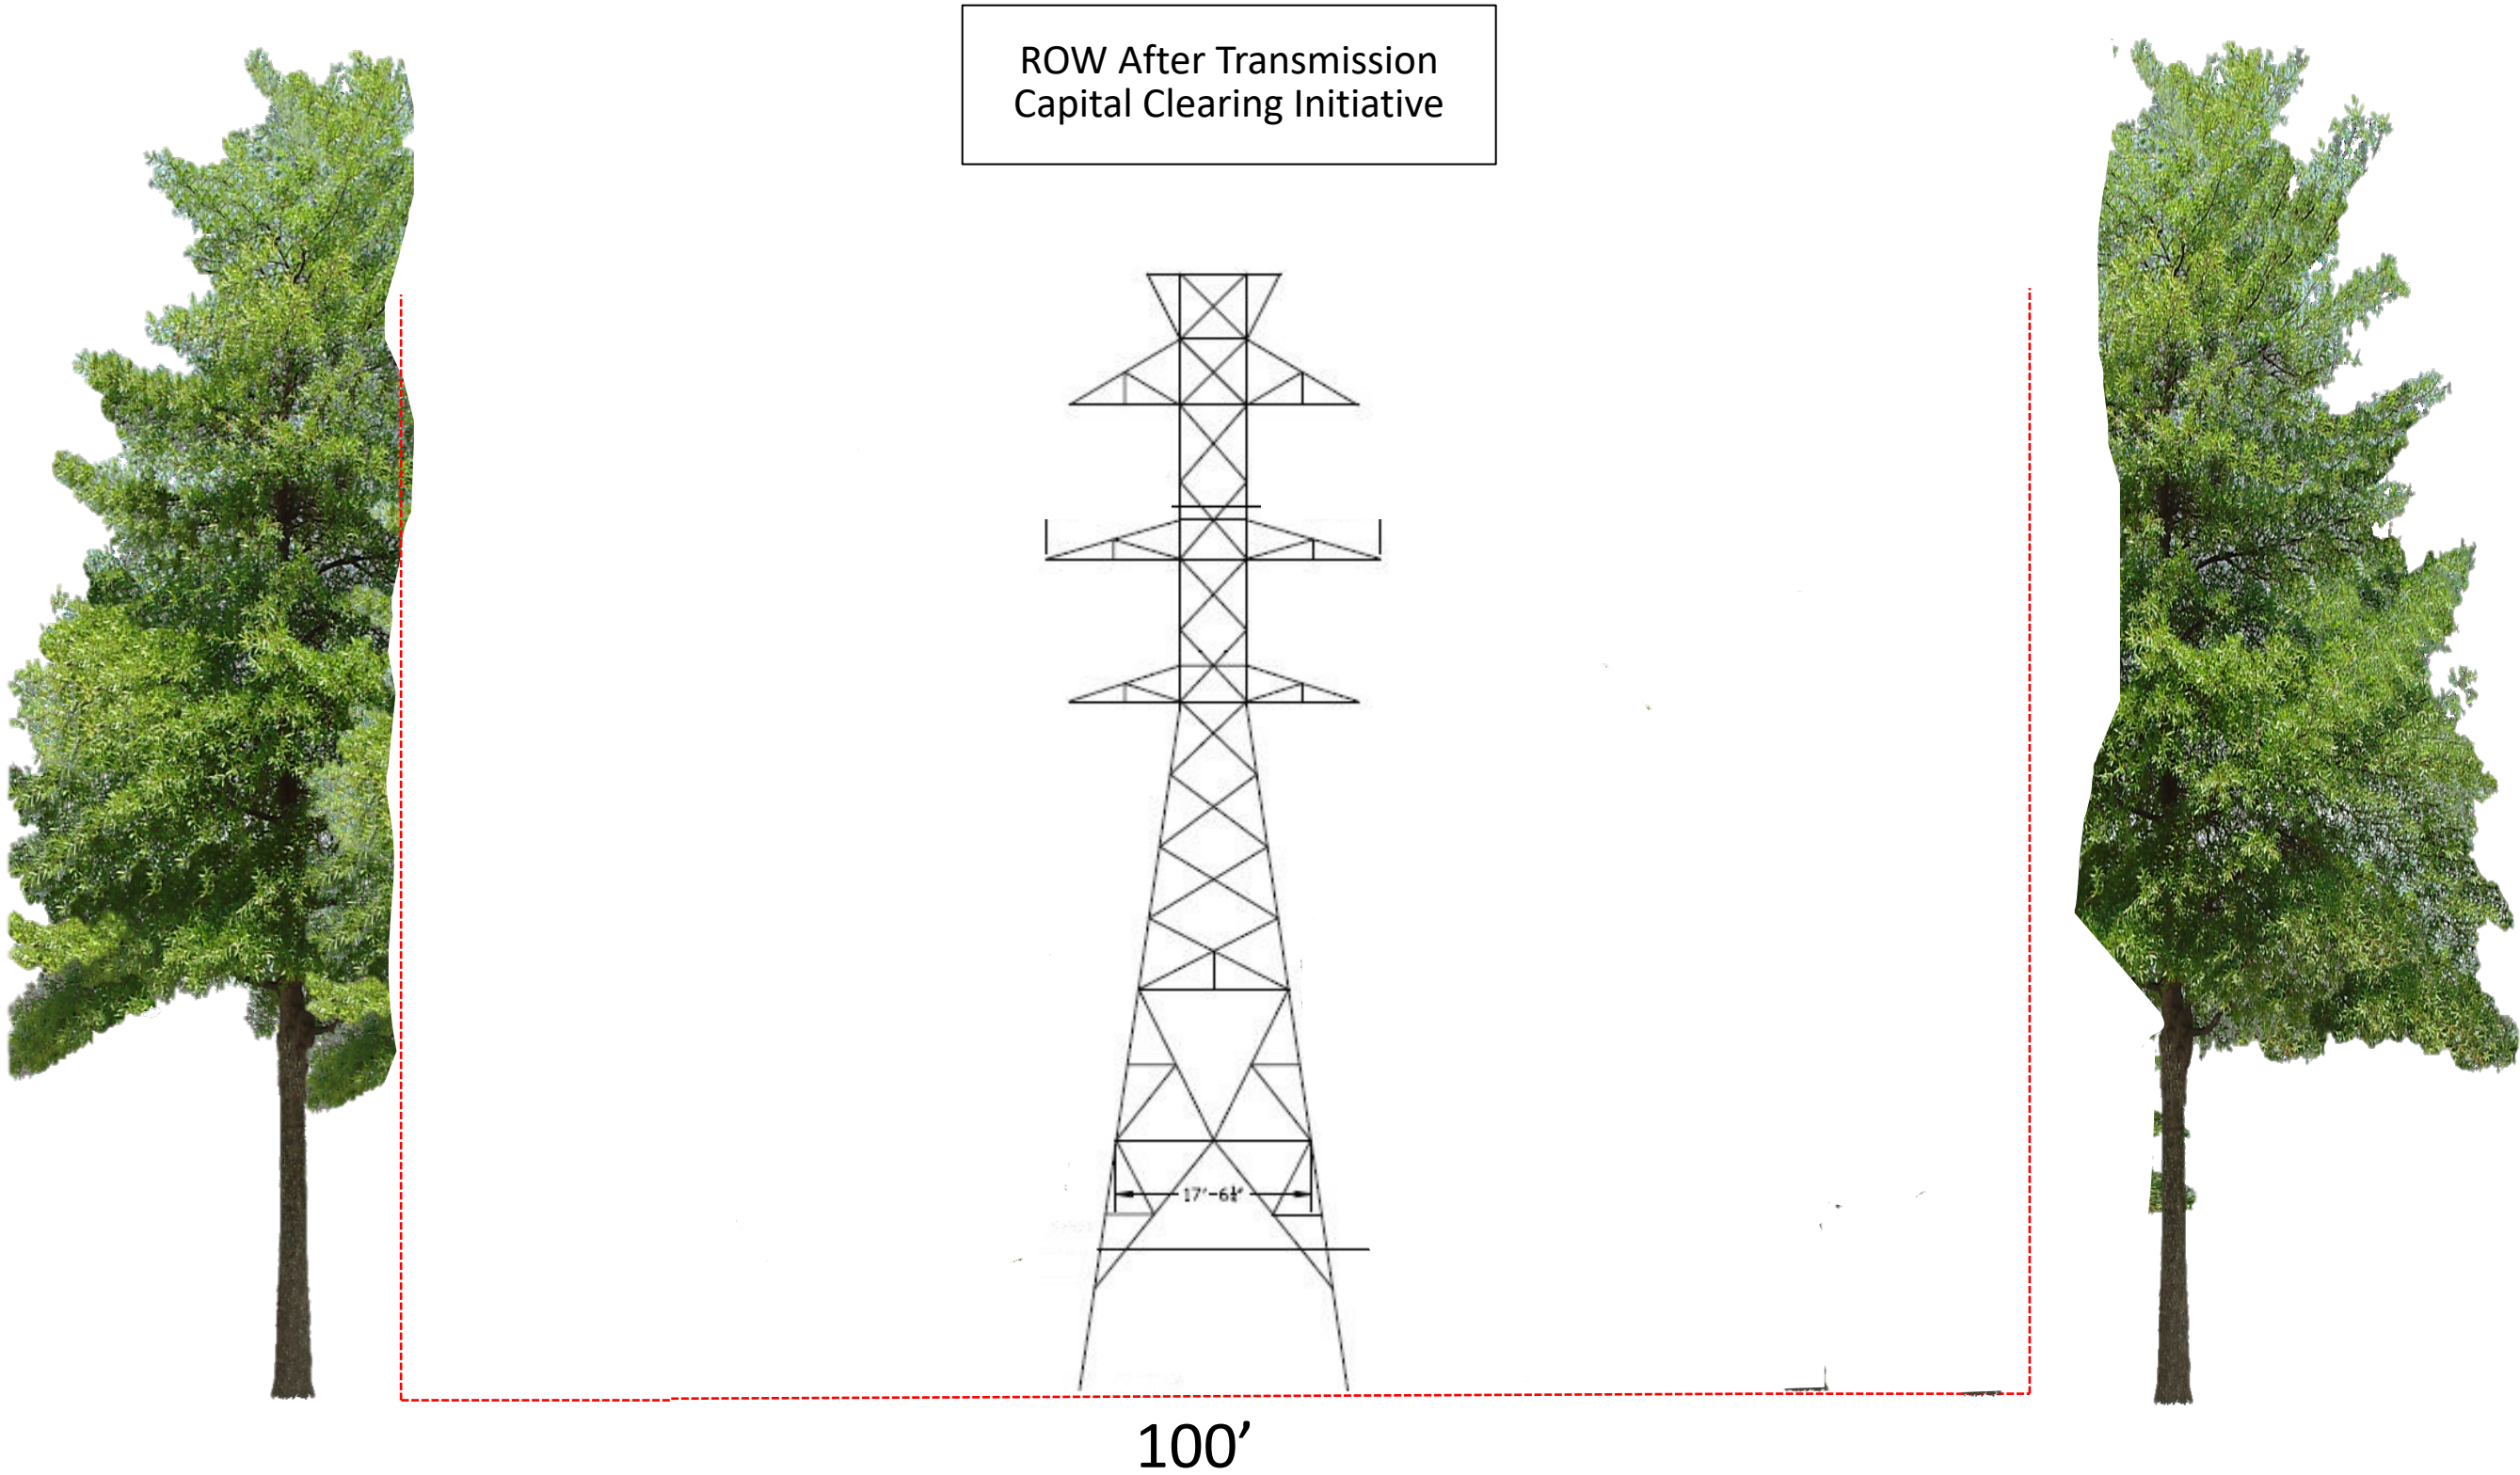 ROW After Transmission
Capital Clearing Initiative
17'-6¼"
100’